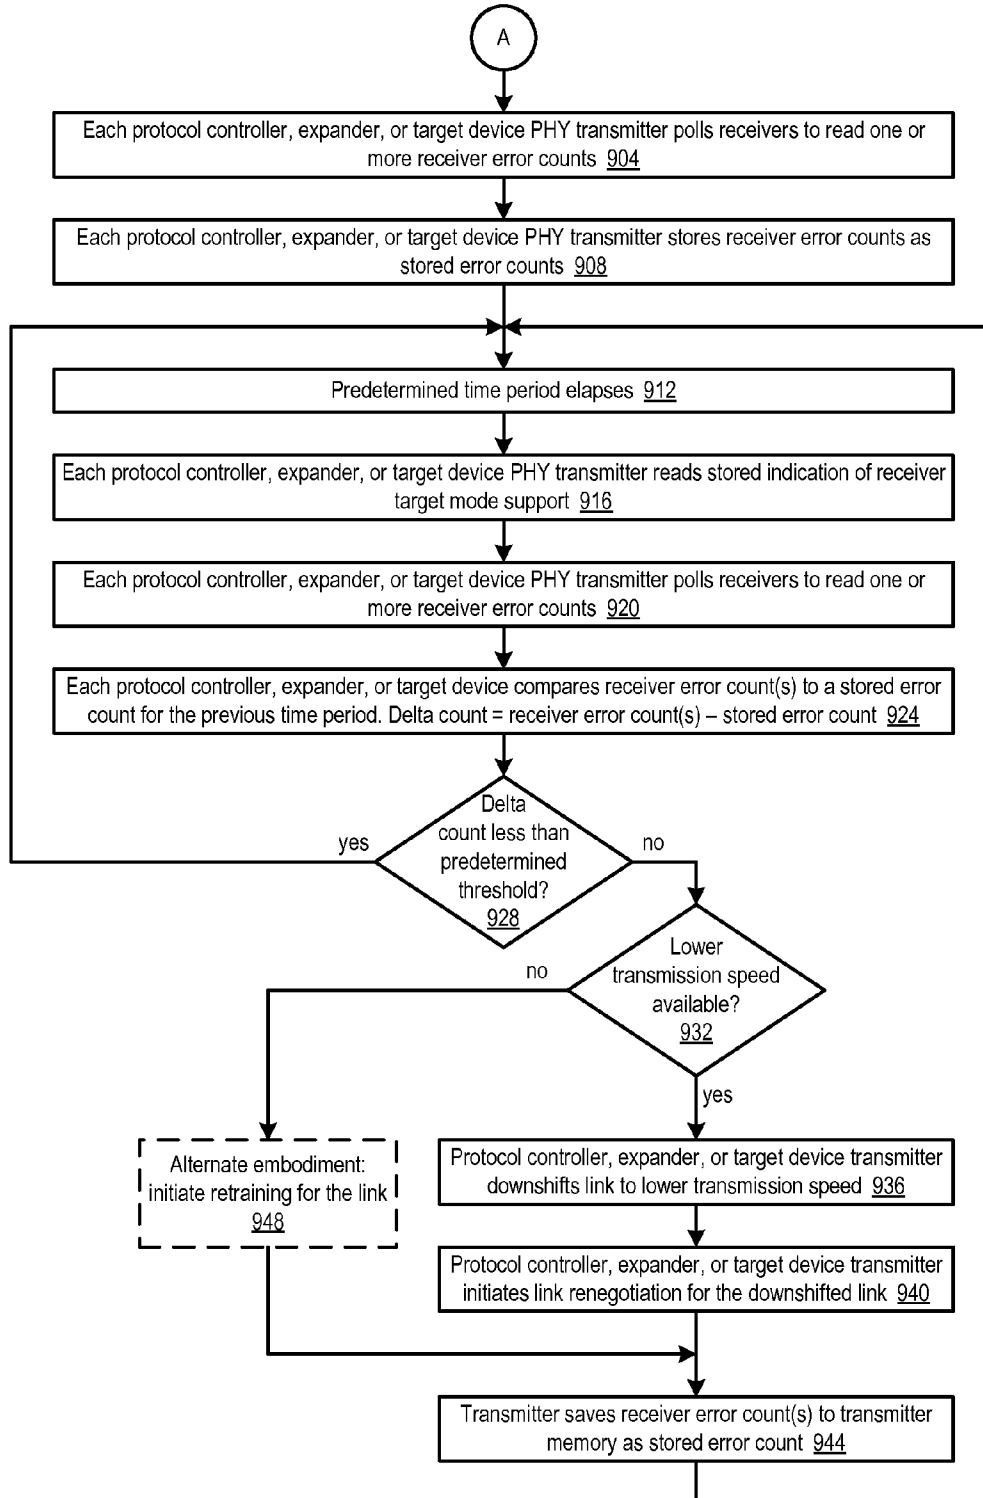 A
Each protocol controller, expander, or target device PHY transmitter polls receivers to read one or
more receiver error counts 904
Each protocol controller, expander, or target device PHY transmitter stores receiver error counts as
stored error counts 908
Predetermined time period elapses 912
Each protocol controller, expander, or target device PHY transmitter reads stored indication of receiver
target mode support 916
Each protocol controller, expander, or target device PHY transmitter polls receivers to read one or
more receiver error counts 920
Each protocol controller, expander, or target device compares receiver error count(s) to a stored error
count for the previous time period. Delta count = receiver error count(s) – stored error count 924
Delta
count less than
predetermined
threshold?
928
yes
no
Lower
transmission speed
available?
932
no
yes
Alternate embodiment:
initiate retraining for the link
948
Protocol controller, expander, or target device transmitter
downshifts link to lower transmission speed 936
Protocol controller, expander, or target device transmitter
initiates link renegotiation for the downshifted link 940
Transmitter saves receiver error count(s) to transmitter
memory as stored error count 944